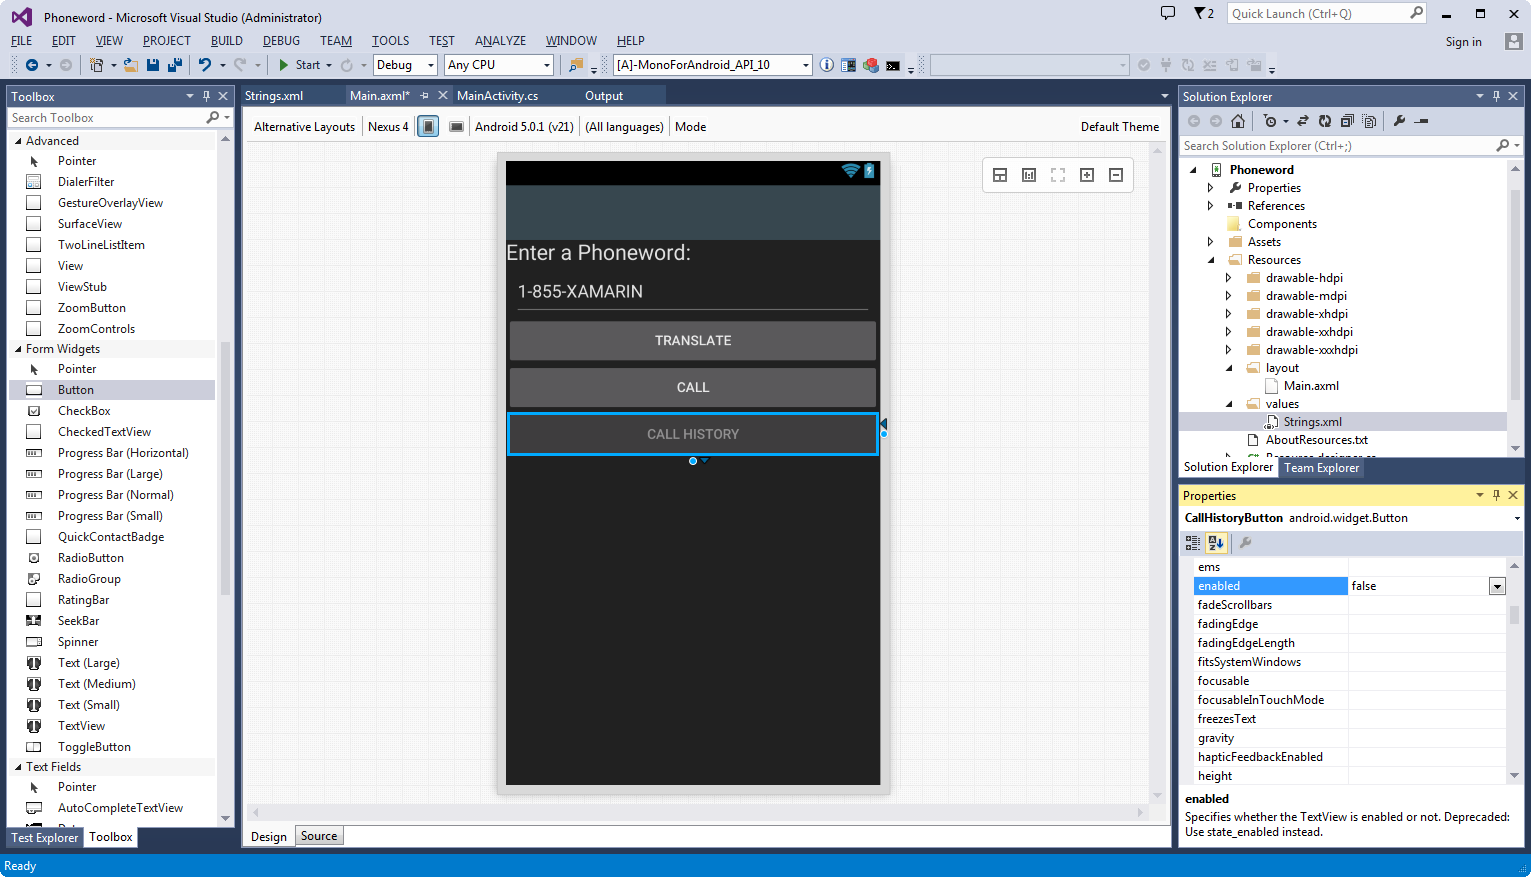 Phoneword - Microsoft Visual Studio (Administrator)
2
Quick Launch (Ctrl+Q)
FILE EDIT VIEW PROJECT BUILD DEBUG TEAM TOOLS TEST ANALYZE WINDOW HELP
Sign in
Start Debug Any CPU [A]-MonoForAndroid_API_10
Toolbox
Search Toolbox
Advanced
Pointer
DialerFilter
GestureOverlayView
SurfaceView
TwoLineListItem
View
ViewStub
ZoomButton
ZoomControls
Form Widgets
Pointer
Button
CheckBox
CheckedTextView
Progress Bar (Horizontal)
Progress Bar (Large)
Progress Bar (Normal)
Progress Bar (Small)
QuickContactBadge
RadioButton
RadioGroup
RatingBar
SeekBar
Spinner
Text (Large)
Text (Medium)
Text (Small)
TextView
ToggleButton
Text Fields
Pointer
AutoCompleteTextView
Test Explorer Toolbox
Strings.xml Main.axml* MainActivity.cs Output
Alternative Layouts Nexus 4 Android 5.0.1 (v21) (All languages) Mode Default Theme
Enter a Phoneword:
1-855-XAMARIN
TRANSLATE
CALL
CALL HISTORY
Design Source
Solution Explorer
Search Solution Explorer (Ctrl+;)
Phoneword
Properties
References
Components
Assets
Resources
drawable-hdpi
drawable-mdpi
drawable-xhdpi
drawable-xxhdpi
drawable-xxxhdpi
layout
Main.axml
values
Strings.xml
AboutResources.txt
Solution Explorer Team Explorer
Properties
CallHistoryButton android.widget.Button
ems
enabled false
fadeScrollbars
fadingEdge
fadingEdgeLength
fitsSystemWindows
focusable
focusableInTouchMode
freezesText
gravity
hapticFeedbackEnabled
height
enabled
Specifies whether the TextView is enabled or not. Deprecaded:
Use state_enabled instead.
Ready